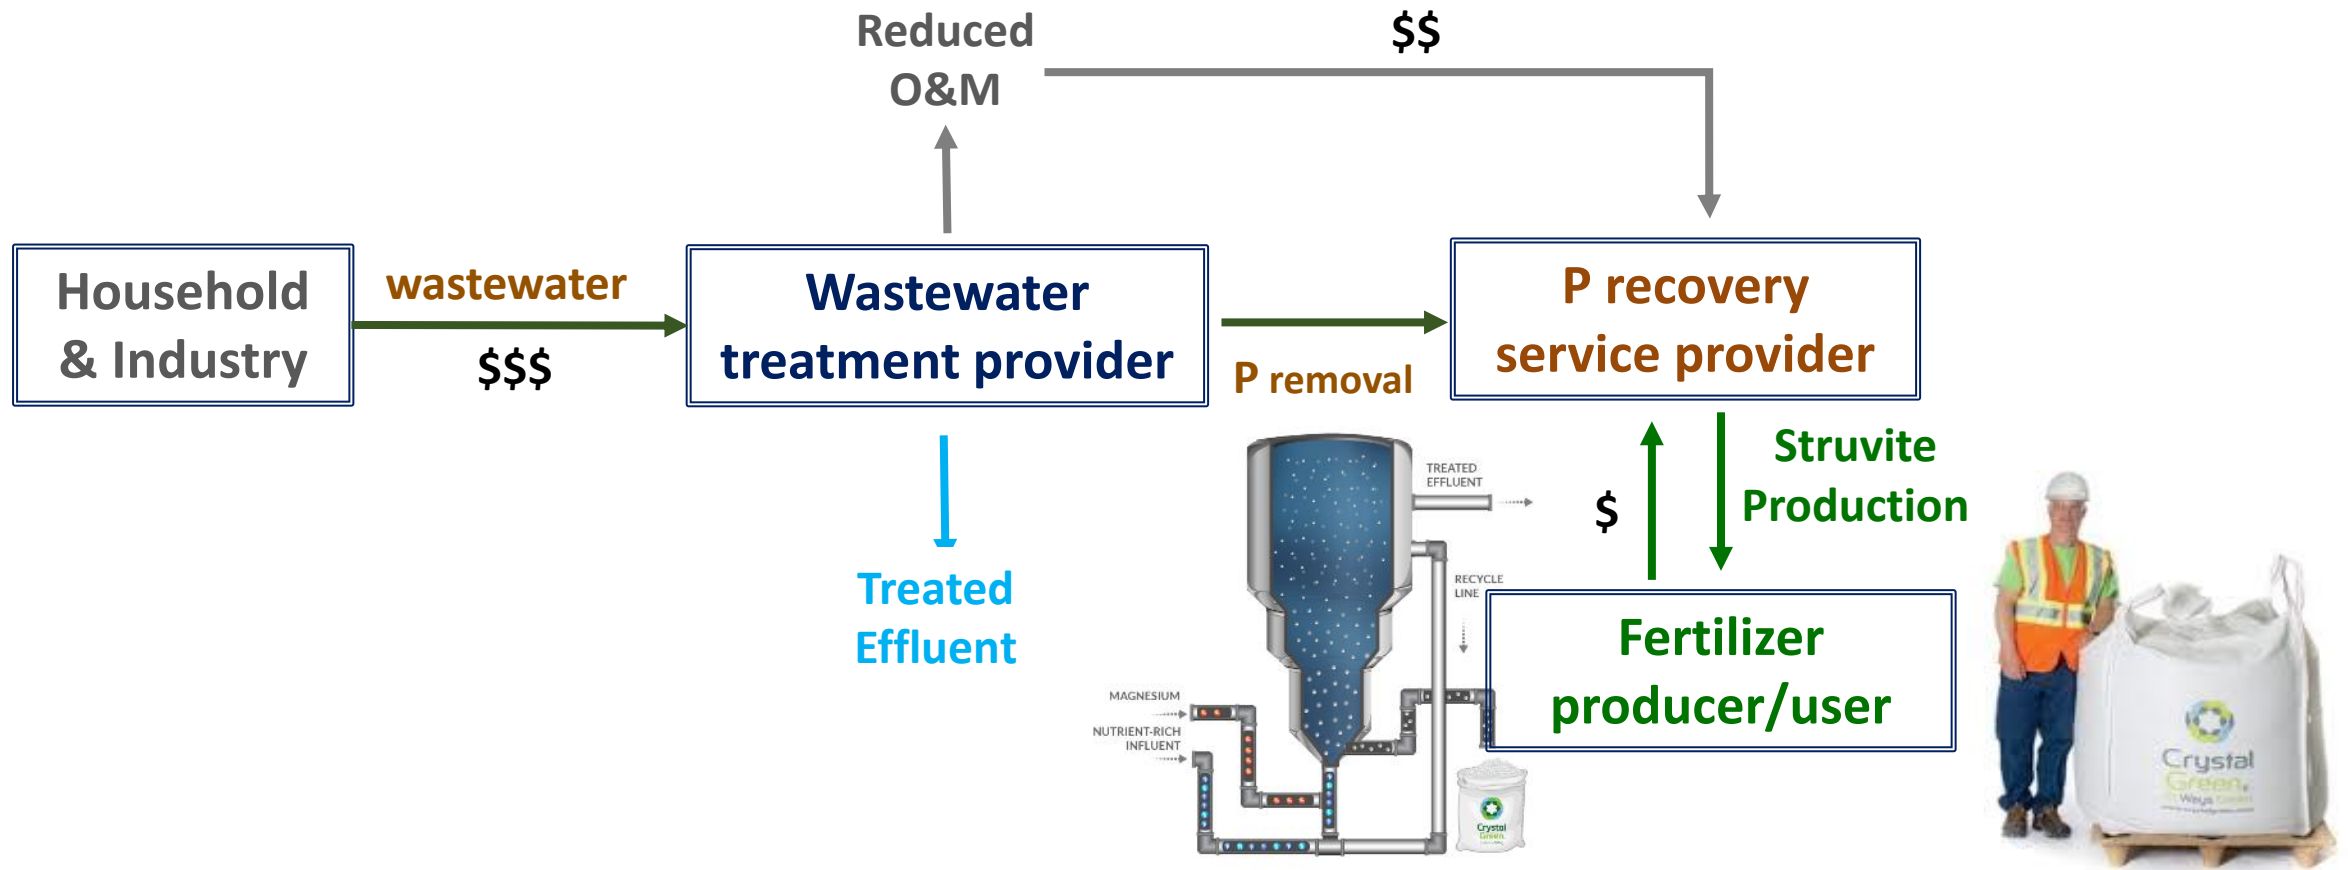 Reduced
O&M
$$
Household
& Industry
wastewater
$$$
Wastewater
treatment provider
P removal
P recovery
service provider
$
Struvite
Production
Treated
Effluent
TREATED
EFFLUENT
RECYCLE
LINE
MAGNESIUM
NUTRIENT-RICH
INFLUENT
Fertilizer
producer/user
Crystal
Green
Crystal
Green